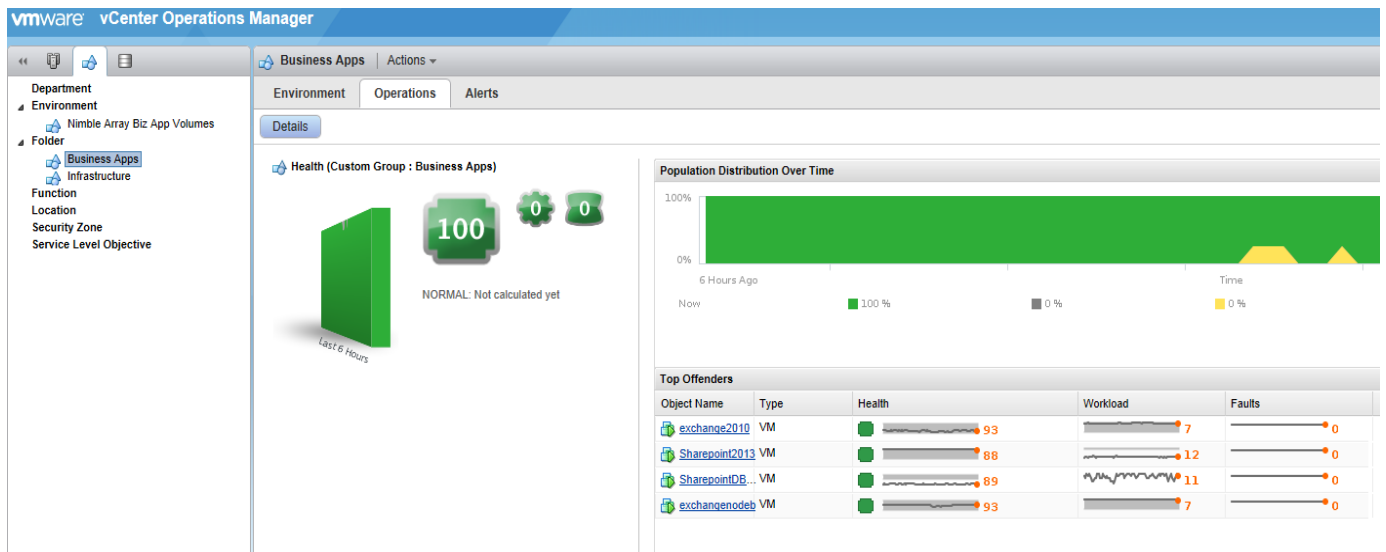 vmware vCenter Operations Manager
Department
Environment
Nimble Array Biz App Volumes
Folder
Business Apps
Infrastructure
Function
Location
Security Zone
Service Level Objective
Business Apps Actions
Environment Operations Alerts
Details
Health (Custom Group : Business Apps)
100 0 0
NORMAL: Not calculated yet
Last 6 Hours
Population Distribution Over Time
100%
0%
6 Hours Ago Time
Now 100 % 0 % 0 %
Top Offenders
Object Name Type Health Workload Faults
exchange2010 VM 93 7 0
Sharepoint2013 VM 88 12 0
SharepointDB... VM 89 11 0
exchangenodeb VM 93 7 0